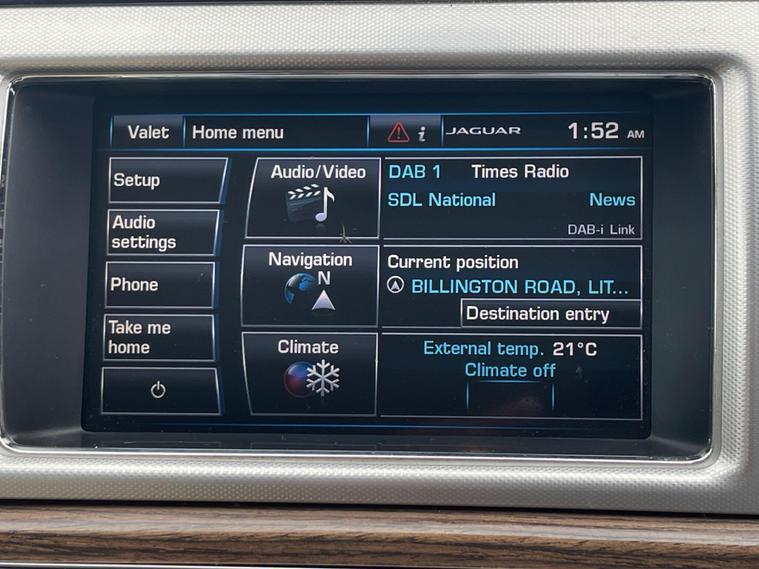 Valet Home menu i JAGUAR 1:52 AM
Setup
Audio
settings
Phone
Take me
home
Audio/Video
Navigation
N
Climate
DAB 1 Times Radio
SDL National News
DAB-i Link
Current position
BILLINGTON ROAD, LIT...
Destination entry
External temp. 21°C
Climate off